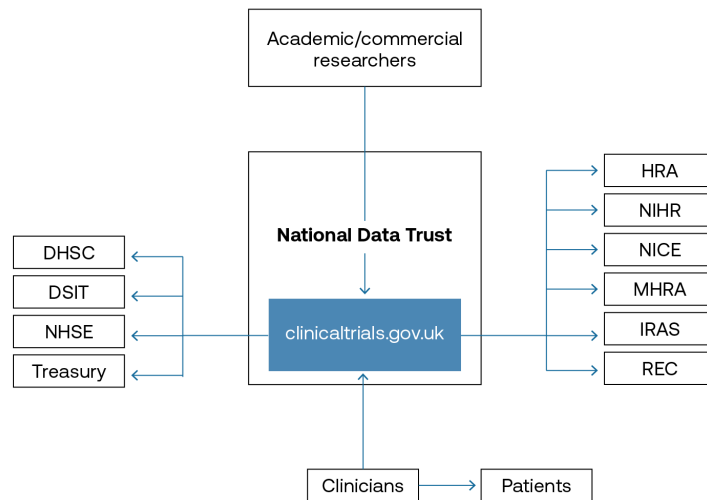 Academic/commercial
researchers
National Data Trust
clinicaltrials.gov.uk
DHSC
DSIT
NHSE
Treasury
HRA
NIHR
NICE
MHRA
IRAS
REC
Clinicians
Patients